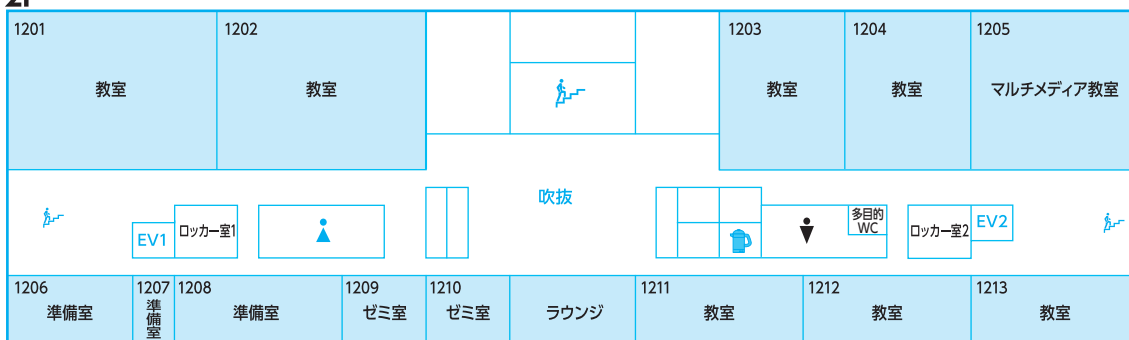 2F
1201
教室
1202
教室
1203
教室
1204
教室
1205
マルチメディア教室
吹抜
EV1
ロッカー室1
多目的
WC
ロッカー室2
EV2
1206
準備室
1207
準備室
1208
準備室
1209
ゼミ室
1210
ゼミ室
ラウンジ
1211
教室
1212
教室
1213
教室